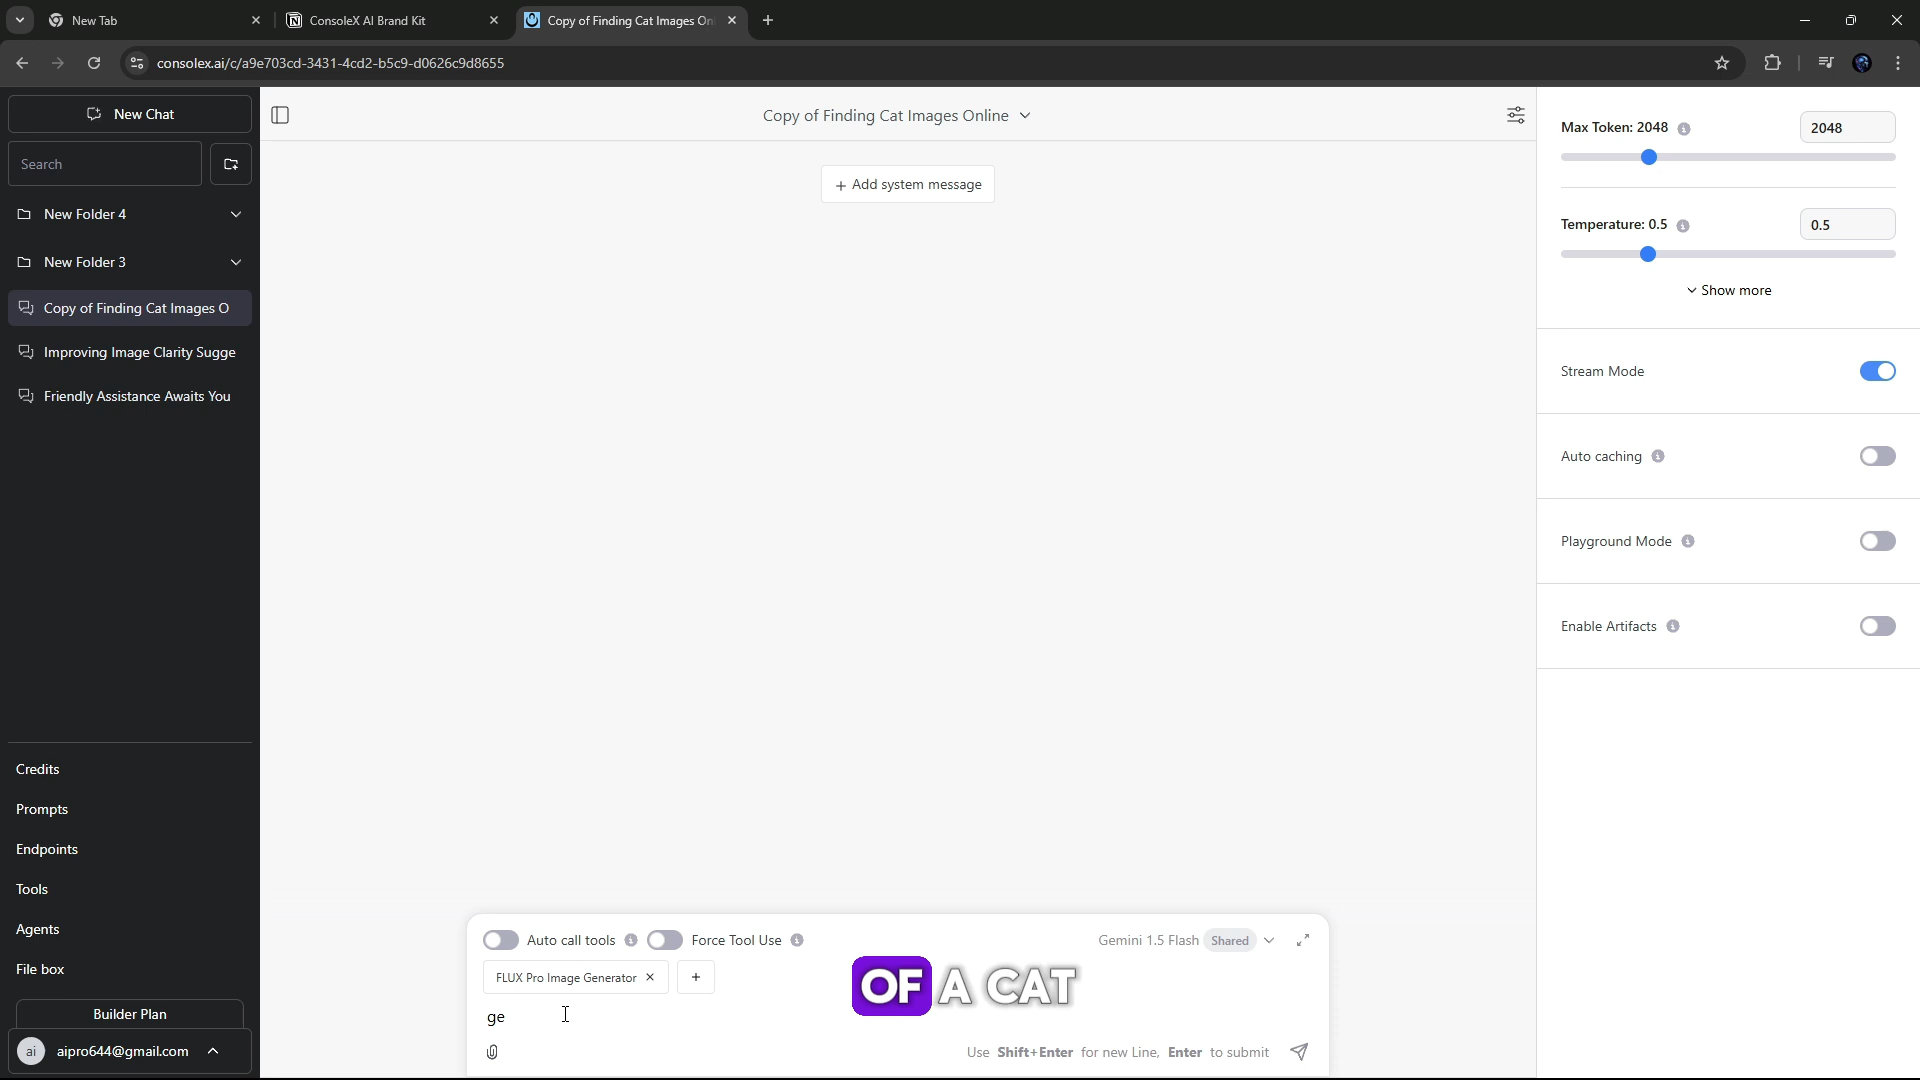 New Tab
ConsoleX AI Brand Kit
Copy of Finding Cat Images On
consolex.ai/c/a9e703cd-3431-4cd2-b5c9-d0626c9d8655
New Chat
Search
New Folder 4
New Folder 3
Copy of Finding Cat Images O
Improving Image Clarity Sugge
Friendly Assistance Awaits You
Credits
Prompts
Endpoints
Tools
Agents
File box
Builder Plan
ai aipro644@gmail.com
Copy of Finding Cat Images Online
+ Add system message
Auto call tools Force Tool Use Gemini 1.5 Flash Shared
FLUX Pro Image Generator +
OF A CAT
ge
Use Shift+Enter for new Line, Enter to submit
Max Token: 2048 2048
Temperature: 0.5 0.5
Show more
Stream Mode
Auto caching
Playground Mode
Enable Artifacts